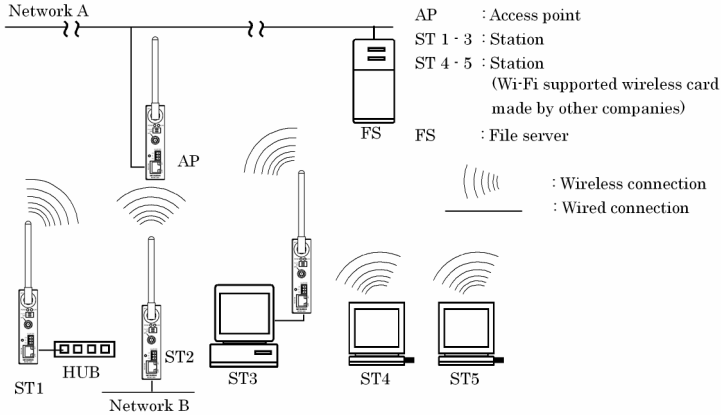 Network A
AP : Access point
ST 1 - 3 : Station
ST 4 - 5 : Station
(Wi-Fi supported wireless card
made by other companies)
FS : File server
: Wireless connection
: Wired connection
FS
AP
ST1
HUB
ST2
ST3
ST4
ST5
Network B